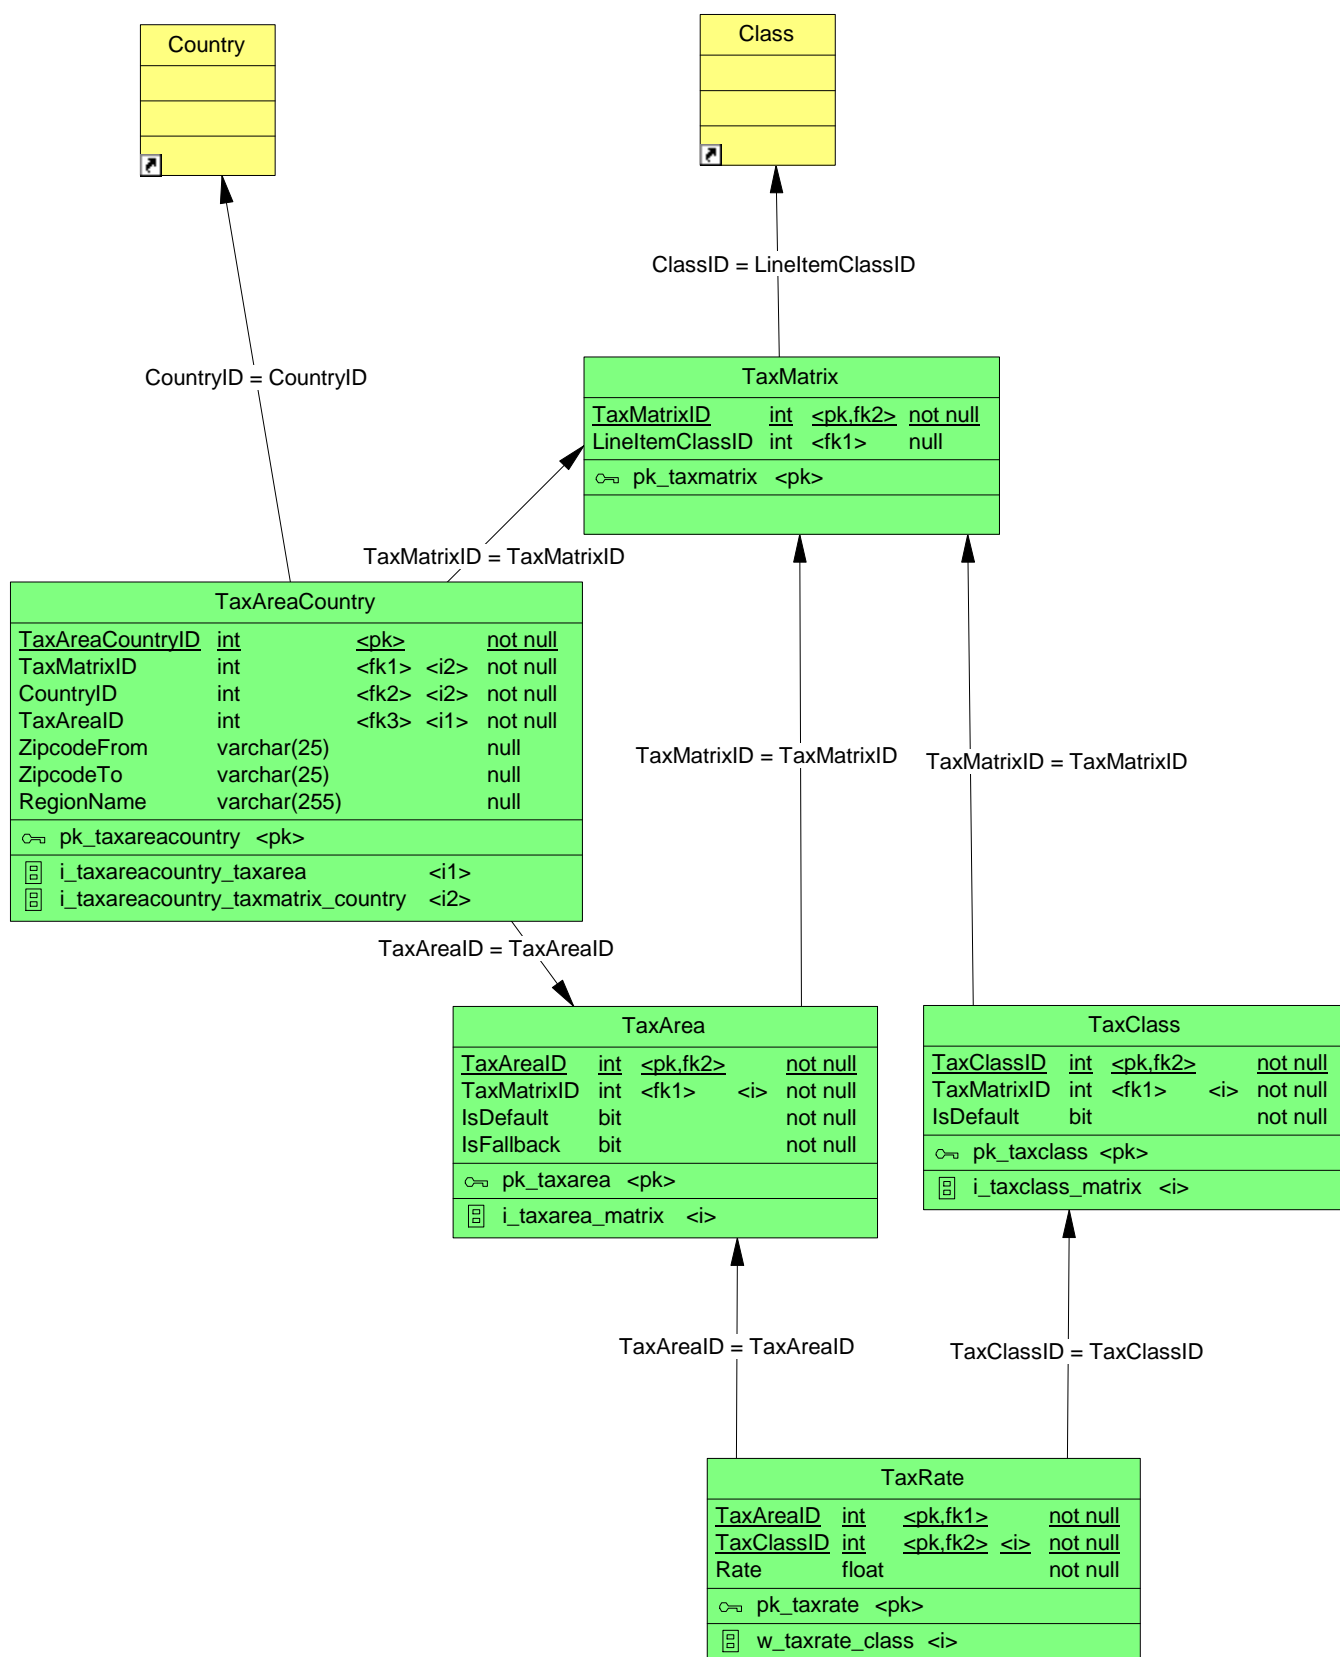 Country
Class
ClassID = LineItemClassID
CountryID = CountryID
TaxMatrix
TaxMatrixID int <pk,fk2> not null
LineItemClassID int <fk1> null
pk_taxmatrix <pk>
TaxMatrixID = TaxMatrixID
TaxAreaCountry
TaxAreaCountryID int <pk> not null
TaxMatrixID int <fk1> <i2> not null
CountryID int <fk2> <i2> not null
TaxAreaID int <fk3> <i1> not null
ZipcodeFrom varchar(25) null
ZipcodeTo varchar(25) null
RegionName varchar(255) null
pk_taxareacountry <pk>
i_taxareacountry_taxarea <i1>
i_taxareacountry_taxmatrix_country <i2>
TaxMatrixID = TaxMatrixID
TaxMatrixID = TaxMatrixID
TaxAreaID = TaxAreaID
TaxArea
TaxAreaID int <pk,fk2> not null
TaxMatrixID int <fk1> <i> not null
IsDefault bit not null
IsFallback bit not null
pk_taxarea <pk>
i_taxarea_matrix <i>
TaxClass
TaxClassID int <pk,fk2> not null
TaxMatrixID int <fk1> <i> not null
IsDefault bit not null
pk_taxclass <pk>
i_taxclass_matrix <i>
TaxAreaID = TaxAreaID
TaxClassID = TaxClassID
TaxRate
TaxAreaID int <pk,fk1> not null
TaxClassID int <pk,fk2> <i> not null
Rate float not null
pk_taxrate <pk>
w_taxrate_class <i>